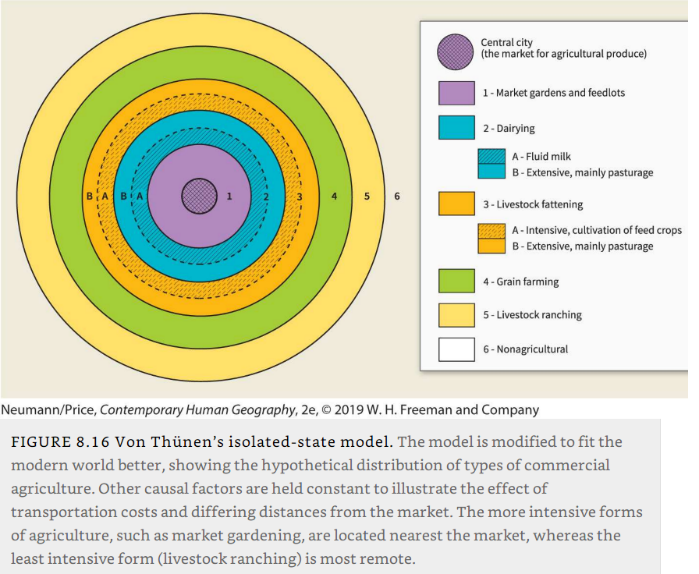 Central city
(the market for agricultural produce)
1 - Market gardens and feedlots
2 - Dairying
A - Fluid milk
B - Extensive, mainly pasturage
3 - Livestock fattening
A - Intensive, cultivation of feed crops
B - Extensive, mainly pasturage
4 - Grain farming
5 - Livestock ranching
6 - Nonagricultural
B A B A 1 2 3 4 5 6
Neumann/Price, Contemporary Human Geography, 2e, © 2019 W. H. Freeman and Company
FIGURE 8.16 Von Thünen's isolated-state model. The model is modified to fit the
modern world better, showing the hypothetical distribution of types of commercial
agriculture. Other causal factors are held constant to illustrate the effect of
transportation costs and differing distances from the market. The more intensive forms
of agriculture, such as market gardening, are located nearest the market, whereas the
least intensive form (livestock ranching) is most remote.